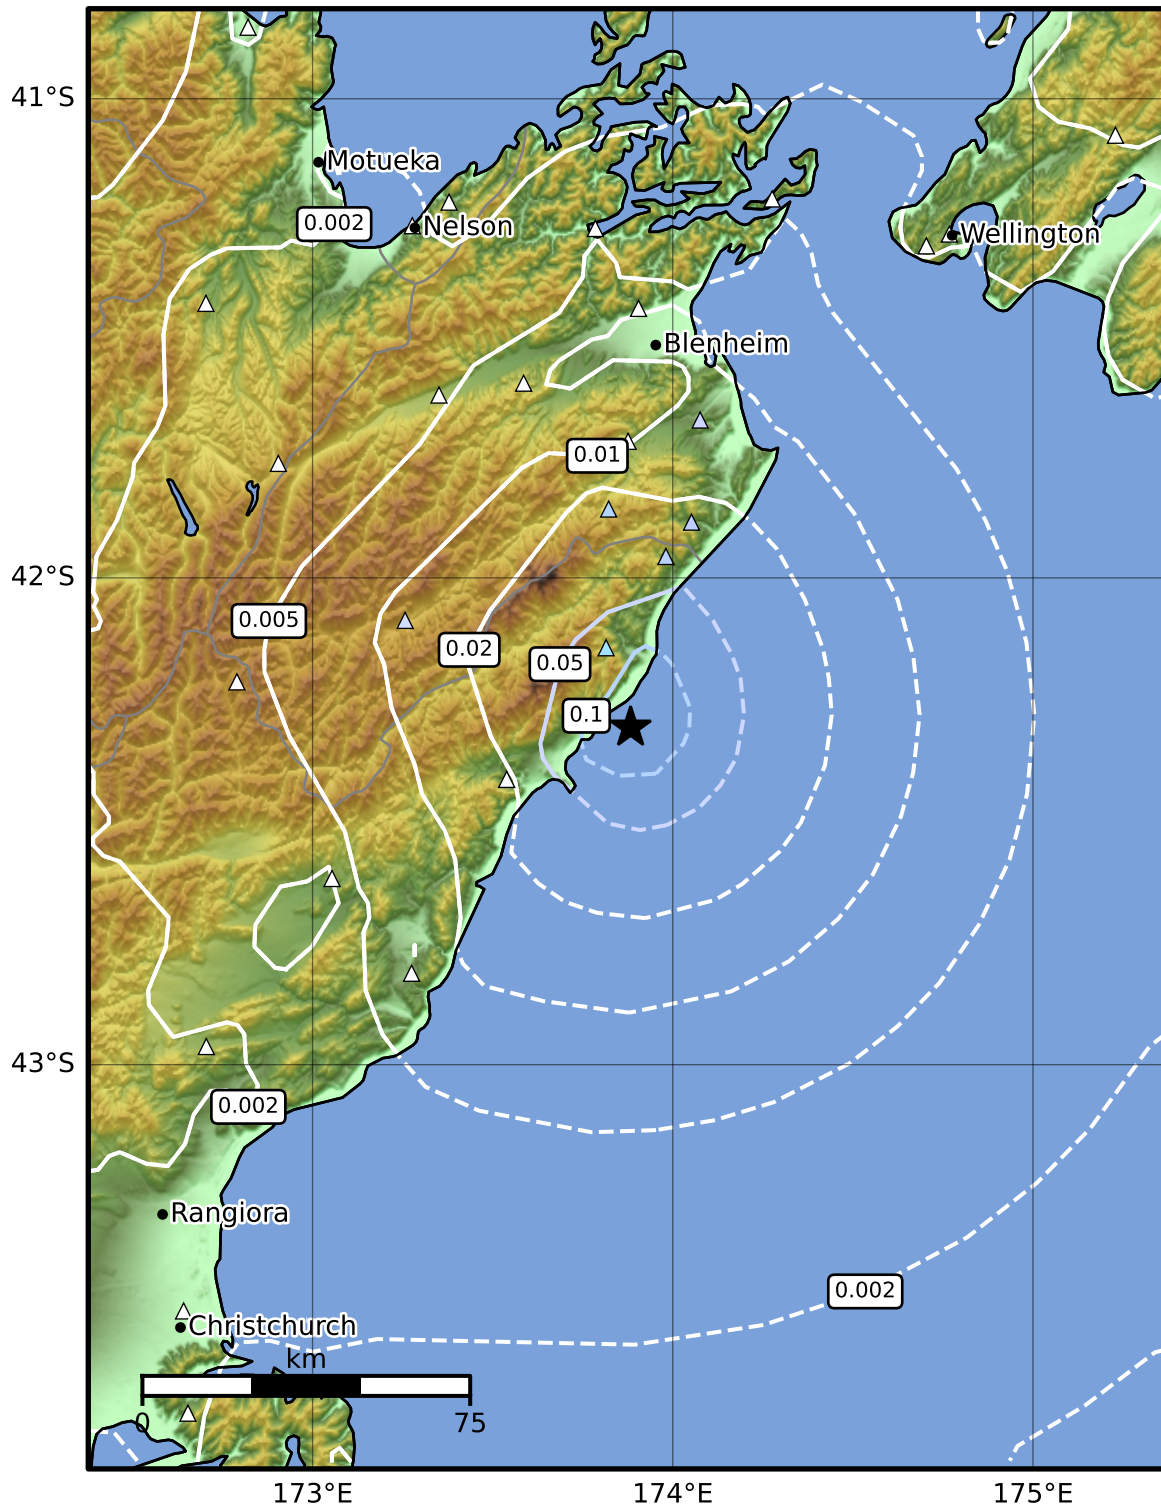 41°S
Motueka
0.002
Nelson
Wellington
Blenheim
0.01
42°S
0.005
0.02
0.05
0.1
43°S
0.002
Rangiora
0.002
Christchurch
km
0 75
173°E 174°E 175°E